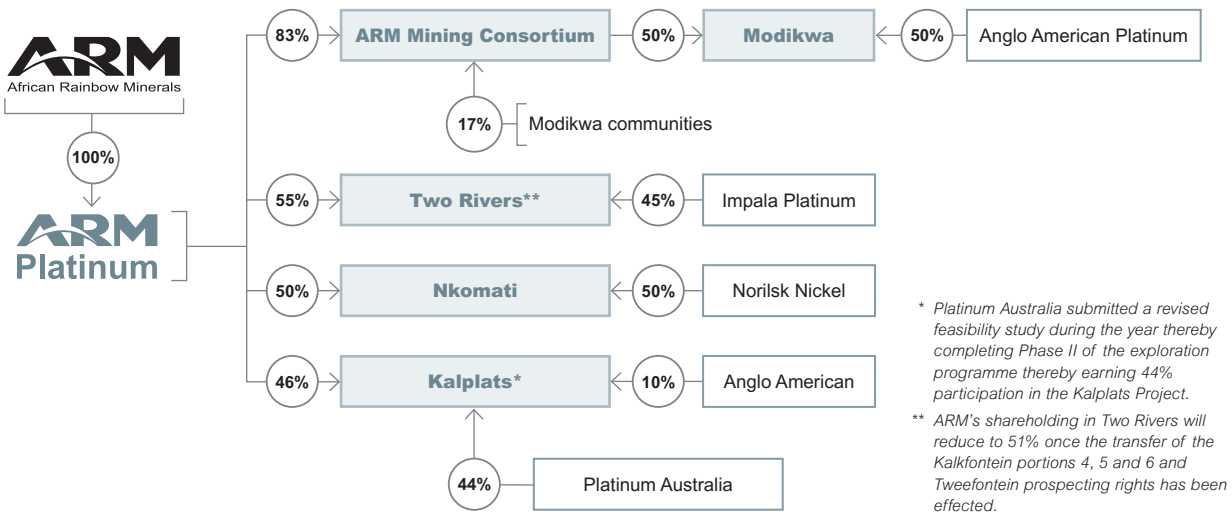 ARM
African Rainbow Minerals
100%
ARM
Platinum
83%
ARM Mining Consortium
50%
Modikwa
50%
Anglo American Platinum
17%
Modikwa communities
55%
Two Rivers**
45%
Impala Platinum
50%
Nkomati
50%
Norilsk Nickel
46%
Kalplats*
10%
Anglo American
44%
Platinum Australia
* Platinum Australia submitted a revised
feasibility study during the year thereby
completing Phase II of the exploration
programme thereby earning 44%
participation in the Kalplats Project.
** ARM's shareholding in Two Rivers will
reduce to 51% once the transfer of the
Kalkfontein portions 4, 5 and 6 and
Tweefontein prospecting rights has been
effected.